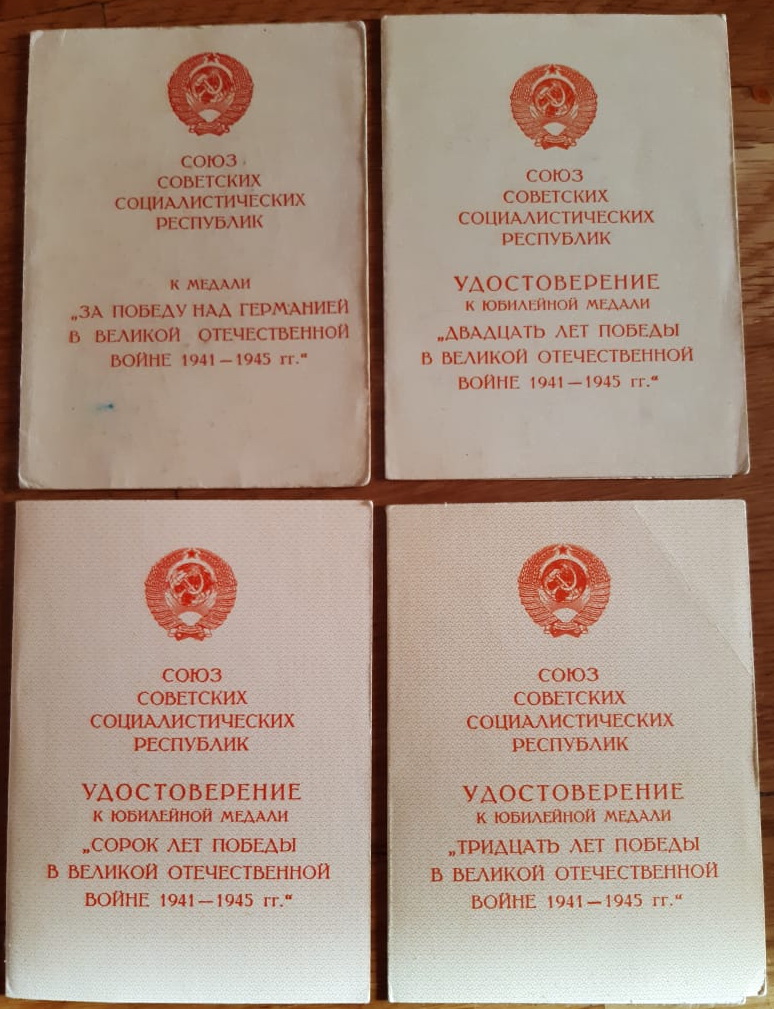 СОЮЗ
СОВЕТСКИХ
СОЦИАЛИСТИЧЕСКИХ
РЕСПУБЛИК
К МЕДАЛИ
„ЗА ПОБЕДУ НАД ГЕРМАНИЕЙ
В ВЕЛИКОЙ ОТЕЧЕСТВЕННОЙ
ВОЙНЕ 1941—1945 гг.“
СОЮЗ
СОВЕТСКИХ
СОЦИАЛИСТИЧЕСКИХ
РЕСПУБЛИК
УДОСТОВЕРЕНИЕ
К ЮБИЛЕЙНОЙ МЕДАЛИ
„ДВАДЦАТЬ ЛЕТ ПОБЕДЫ
В ВЕЛИКОЙ ОТЕЧЕСТВЕННОЙ
ВОЙНЕ 1941—1945 гг.“
СОЮЗ
СОВЕТСКИХ
СОЦИАЛИСТИЧЕСКИХ
РЕСПУБЛИК
УДОСТОВЕРЕНИЕ
К ЮБИЛЕЙНОЙ МЕДАЛИ
„СОРОК ЛЕТ ПОБЕДЫ
В ВЕЛИКОЙ ОТЕЧЕСТВЕННОЙ
ВОЙНЕ 1941—1945 гг.“
СОЮЗ
СОВЕТСКИХ
СОЦИАЛИСТИЧЕСКИХ
РЕСПУБЛИК
УДОСТОВЕРЕНИЕ
К ЮБИЛЕЙНОЙ МЕДАЛИ
„ТРИДЦАТЬ ЛЕТ ПОБЕДЫ
В ВЕЛИКОЙ ОТЕЧЕСТВЕННОЙ
ВОЙНЕ 1941—1945 гг.“